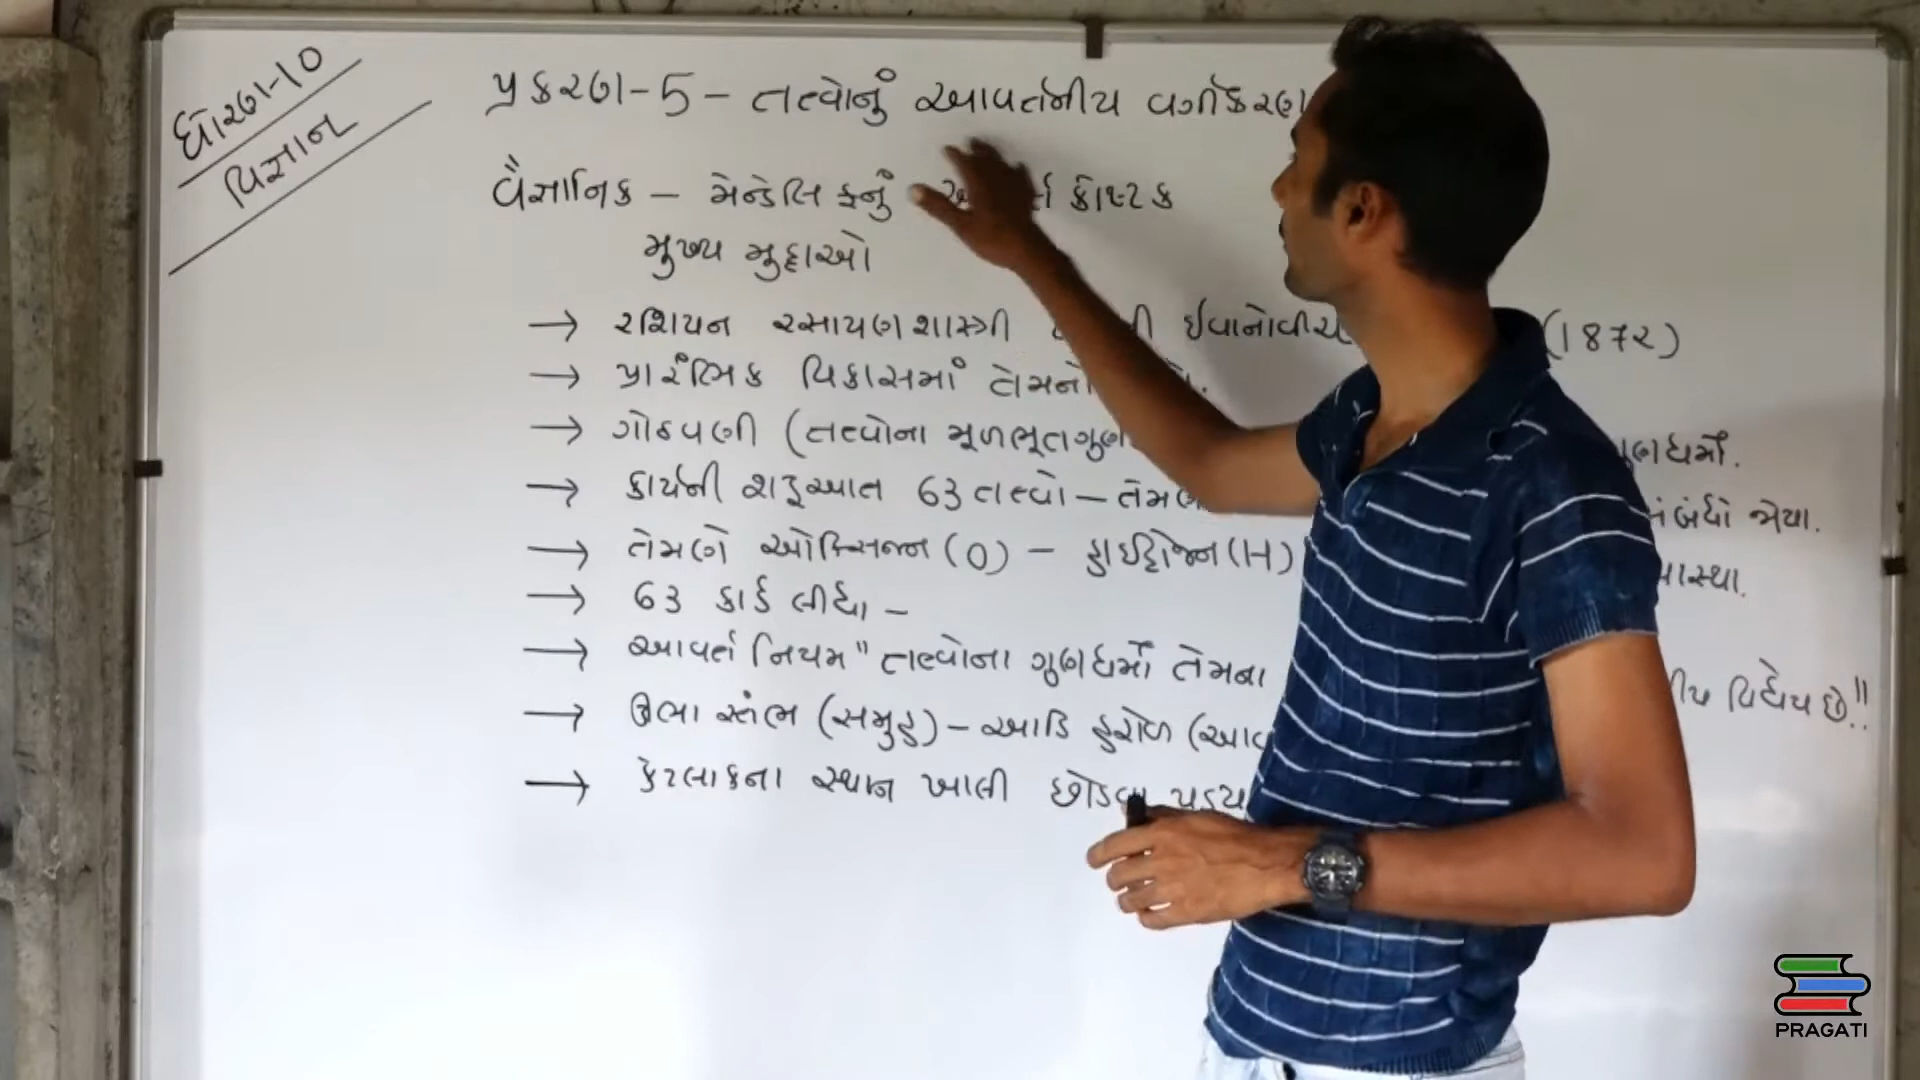 ધોરણ-10
વિજ્ઞાન
પ્રકરણ-5 - તત્વોનું આવર્તનીય વર્ગીકરણ
વૈજ્ઞાનિક - મેન્ડેલિફનું કોષ્ટક
મુખ્ય મુદ્દાઓ
→ રશિયન રસાયણશાસ્ત્રી ઈવાનોવીચ (1872)
→ પ્રારંભિક વિકાસમાં તેમનો
→ ગોઠવણી (તત્વોના મૂળભૂત ગુણધર્મો.
→ કાર્યની શરૂઆત 63 તત્વો - સંબંધો જોયા.
→ તેમણે ઓક્સિજન (O) - હાઈડ્રોજન (H)
→ 63 કાર્ડ લીધા -
→ આવર્ત નિયમ " તત્વોના ગુણધર્મો તેમના વિધેય છે."
→ ઊભા સ્તંભ (સમુહ) - આડિ હરોળ
→ કેટલાકના સ્થાન ખાલી છોડવા પડ્યા
PRAGATI